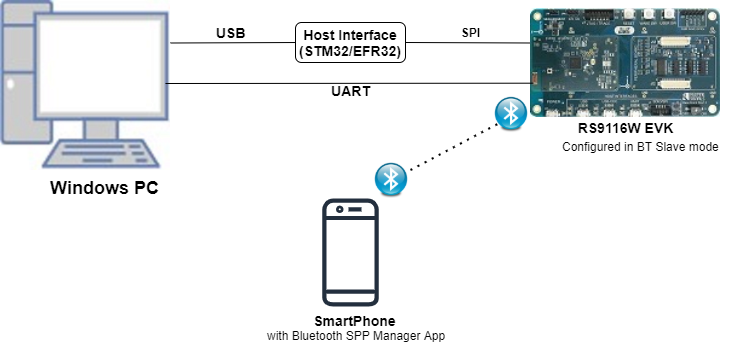 USB
Host Interface
(STM32/EFR32)
SPI
UART
RS9116W EVK
Configured in BT Slave mode
Windows PC
SmartPhone
with Bluetooth SPP Manager App